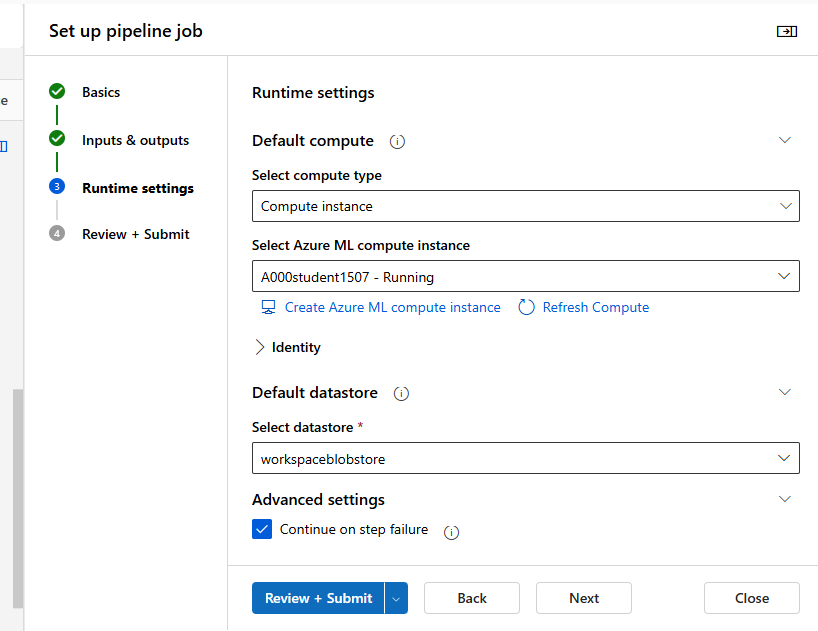 Set up pipeline job
e
Basics
Inputs & outputs
3 Runtime settings
4 Review + Submit
Runtime settings
Default compute
Select compute type
Compute instance
Select Azure ML compute instance
A000student1507 - Running
Create Azure ML compute instance Refresh Compute
Identity
Default datastore
Select datastore *
workspaceblobstore
Advanced settings
Continue on step failure
Review + Submit Back Next Close